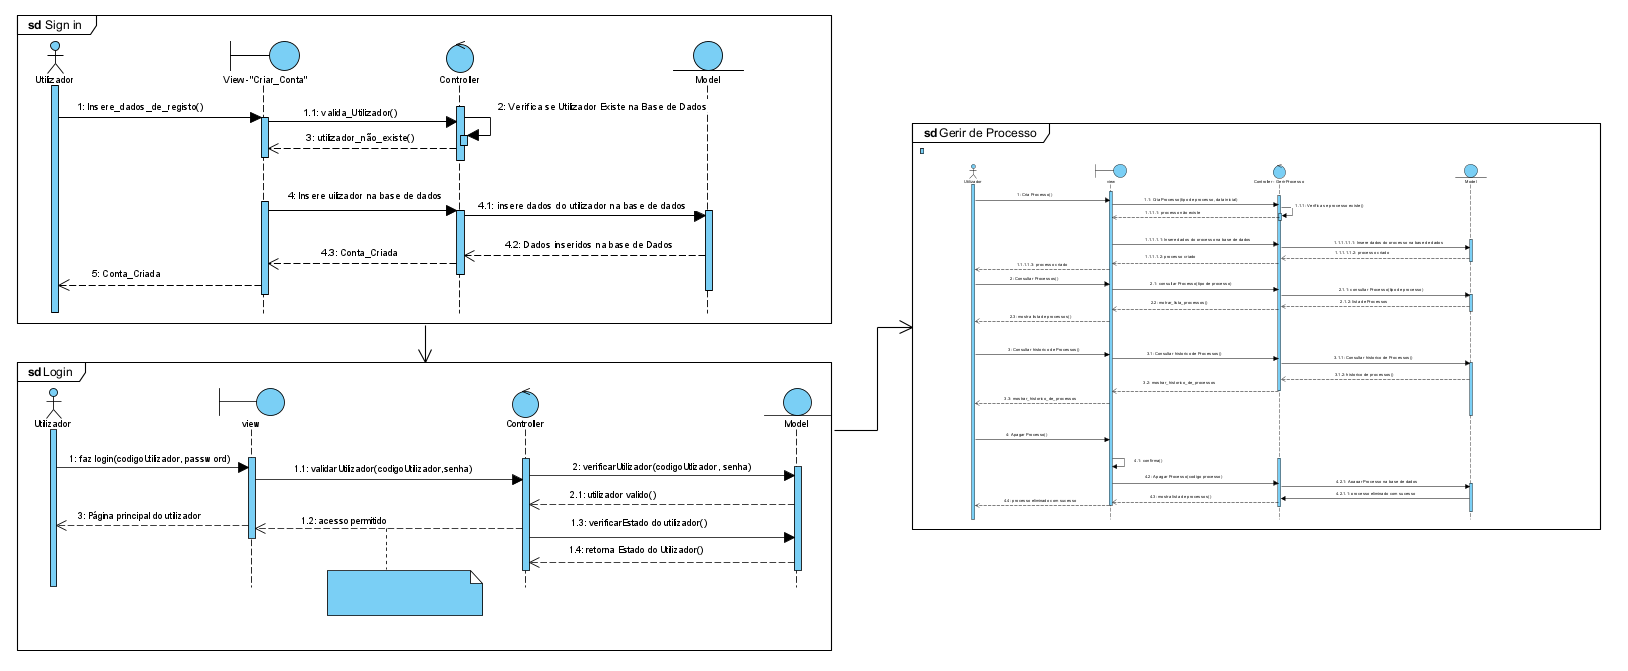 sd Sign in
Utilizador
View-"Criar_Conta"
Controller
Model
1: Insere_dados_de_registo()
1.1: valida_Utilizador()
2: Verifica se Utilizador Existe na Base de Dados
3: utilizador_não_existe()
4: Insere uilizador na base de dados
4.1: insere dados do utilizador na base de dados
4.2: Dados inseridos na base de Dados
4.3: Conta_Criada
5: Conta_Criada
sd Login
Utilizador
view
Controller
Model
1: faz login(codigoUtilizador, password)
1.1: validarUtilizador(codigoUtilizador,senha)
2: verificarUtilizador(codigoUtlizador, senha)
2.1: utilizador valido()
1.2: acesso permitido
3: Página principal do utilizador
1.3: verificarEstado do utilizador()
1.4: retorna Estado do Utilizador()
sd Gerir de Processo
Utilizador
view
Controller - Gerir Processo
Model
1: Cria Processo()
1.1: Cria Processo(tipo de processo, data inicial)
1.1.1: Verifica se processo existe()
1.1.1.1: processo não existe
1.1.1.1.1: Insere dados do processo na base de dados
1.1.1.1.1.1: Insere dados do processo na base de dados
1.1.1.1.1.2: processo criado
1.1.1.1.2: processo criado
1.1.1.1.3: processo criado
2: Consultar Processos()
2.1: consultar Processo(tipo de processo)
2.1.1: consultar Processo(tipo de processo)
2.1.2: lista de Processos)
2.2: mostrar_lista_processos()
2.3: mostra lista de processos()
3: Consultar histórico de Processos()
3.1: Consultar histórico de Processos()
3.1.1: Consultar histórico de Processos()
3.1.2: histórico de processos()
3.2: mostrar_historico_de_processos
3.3: mostrar_historico_de_processos
4: Apagar Processo()
4.1: confirma()
4.2: Apagar Processo(código processo)
4.2.1: Apagar Processo na base de dados
4.2.1.1: processo eliminado com sucesso
4.3: mostra lista de processos()
4.4: processo eliminado com sucesso